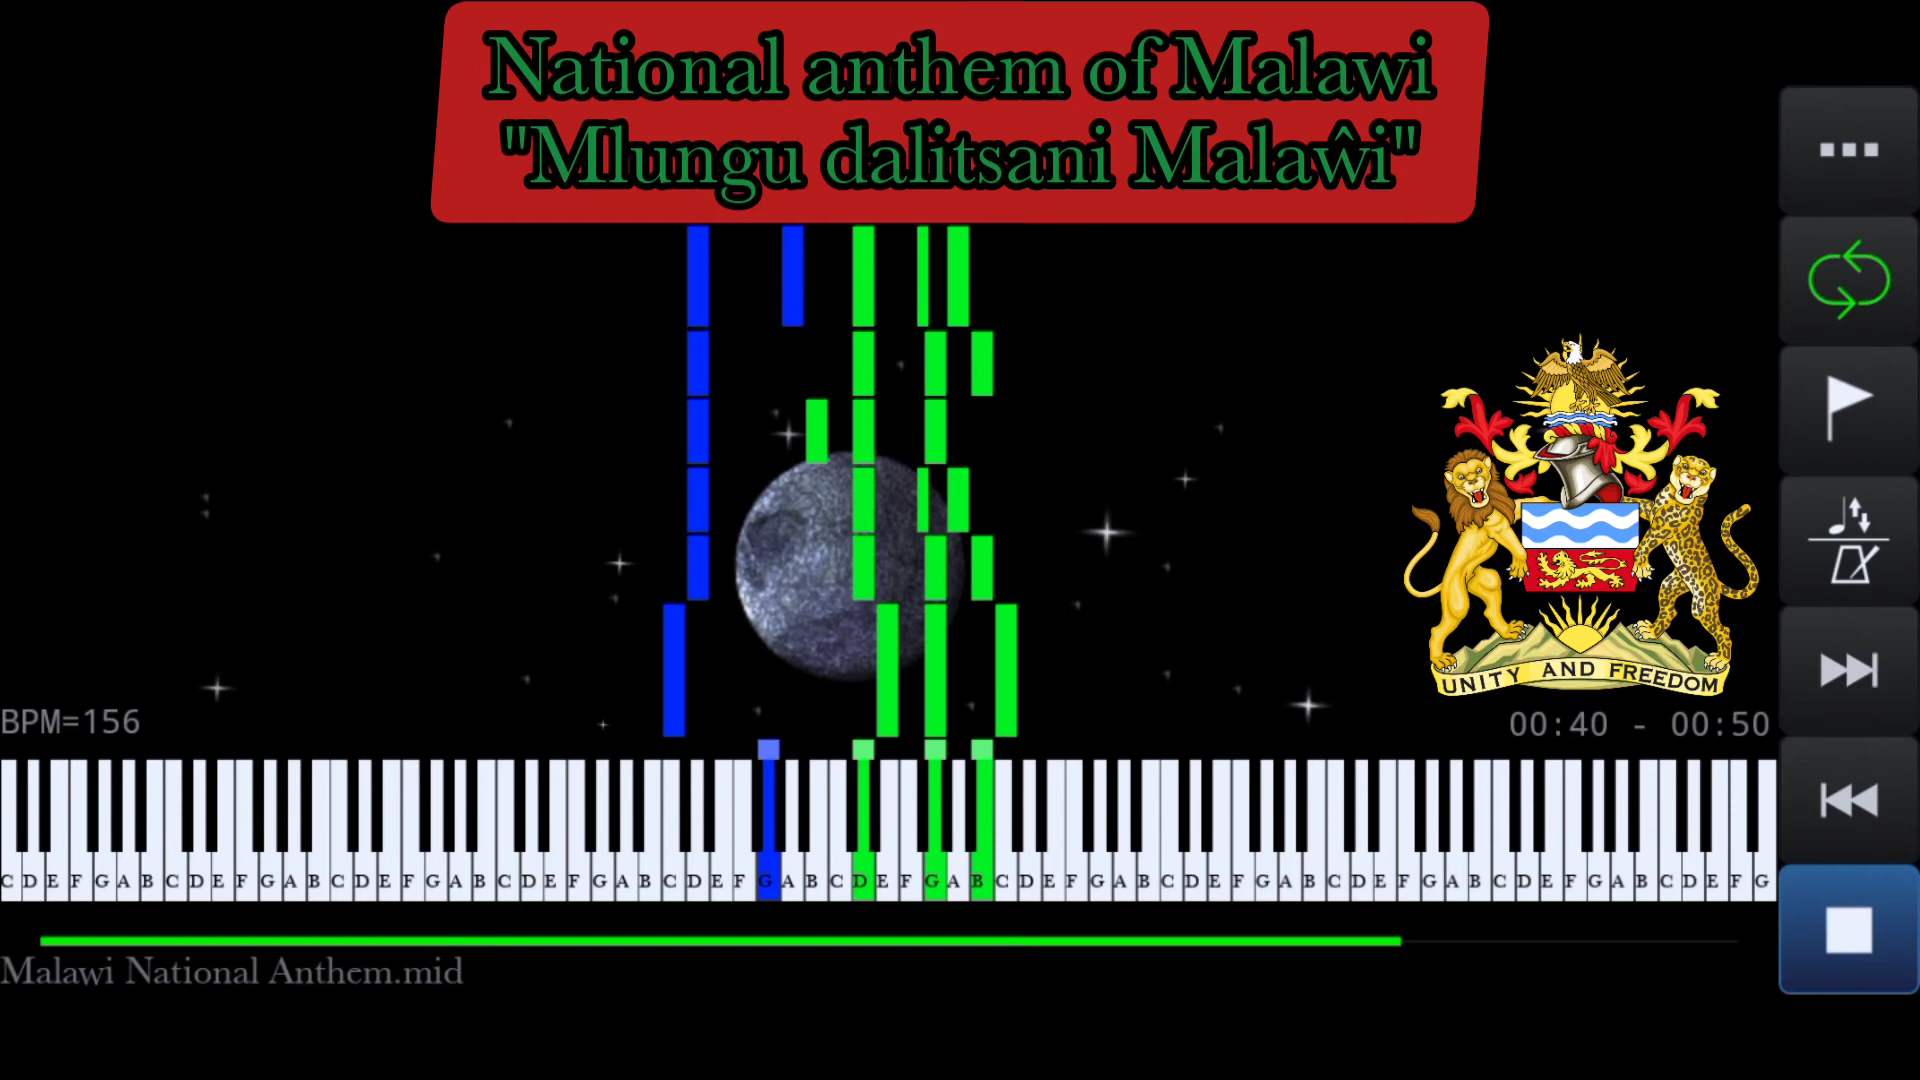 National anthem of Malawi
"Mlungu dalitsani Malaŵi"
UNITY AND FREEDOM
BPM=156
00:40 - 00:50
C D E F G A B C D E F G A B C D E F G A B C D E F G A B C D E F G A B C D E F G A B C D E F G A B C D E F G A B C D E F G A B C D E F G A B C D E F G A B C D E F G
Malawi National Anthem.mid